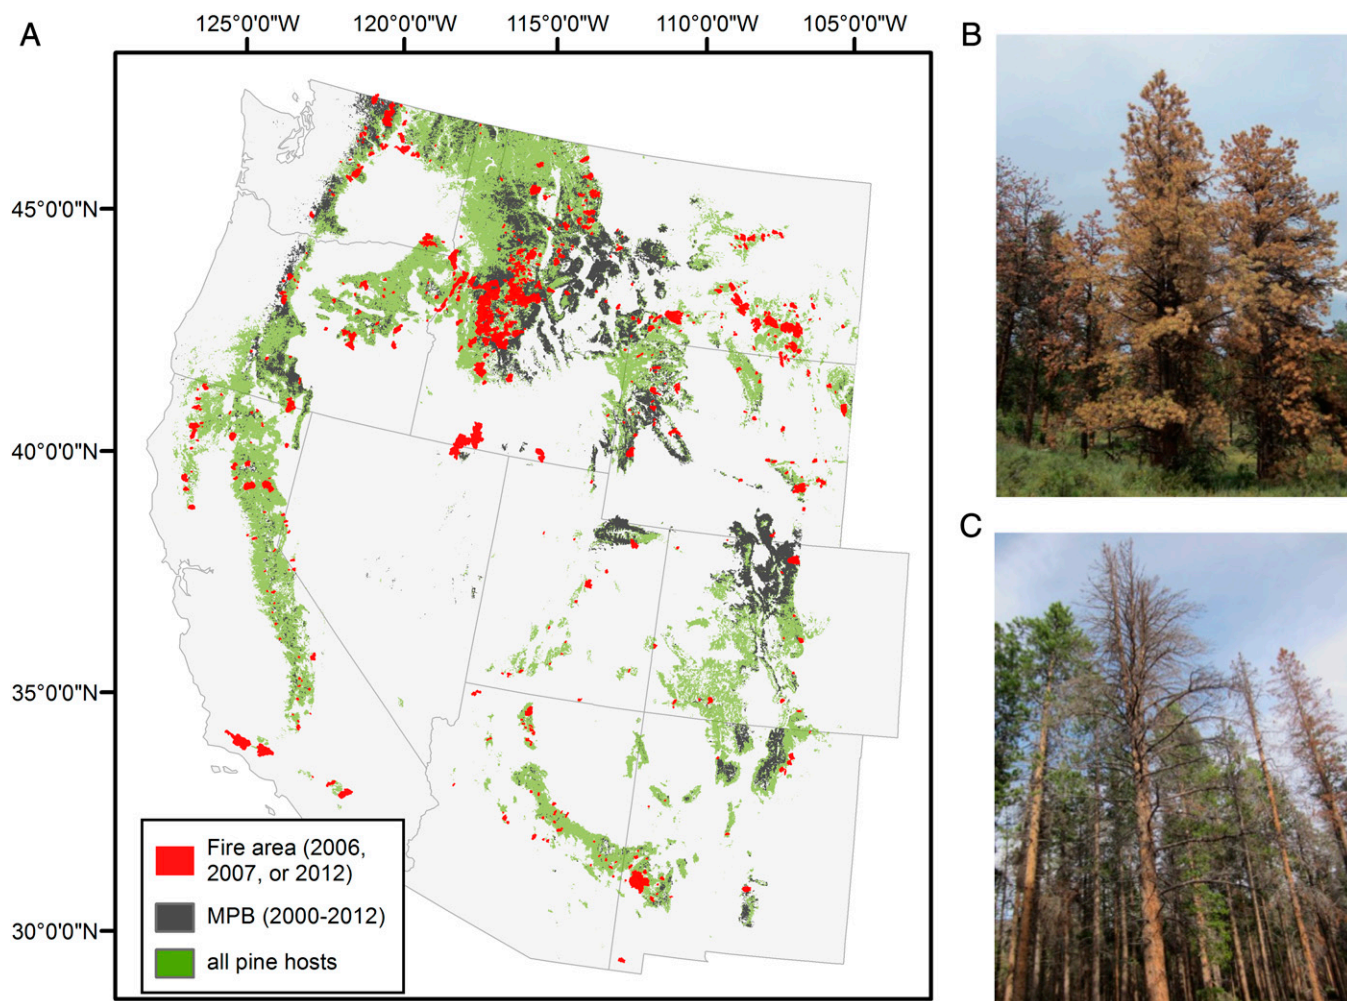 A
125°0'0"W 120°0'0"W 115°0'0"W 110°0'0"W 105°0'0"W
45°0'0"N
40°0'0"N
35°0'0"N
30°0'0"N
Fire area (2006,
2007, or 2012)
MPB (2000-2012)
all pine hosts
B
C